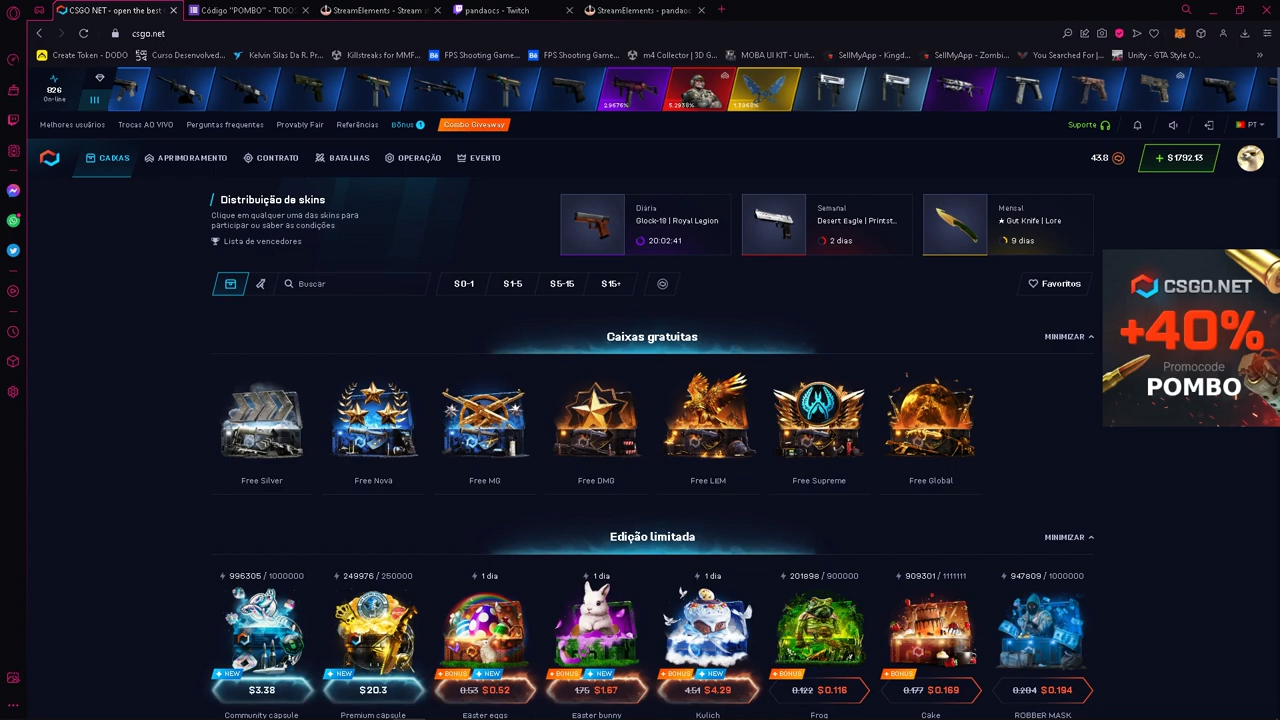 CSGO.NET - open the best
Código "POMBO" - TODOS
StreamElements - Stream s
pandaocs - Twitch
StreamElements - pandaoc
csgo.net
Create Token - DODO
Curso Desenvolved...
Kelvin Silas Da R. Pr...
Killstreaks for MMF...
FPS Shooting Game...
FPS Shooting Game...
m4 Collector | 3D G...
MOBA UI KIT - Unit...
SellMyApp - Kingd...
SellMyApp - Zombi...
You Searched For |...
Unity - GTA Style O...
826
On-line
2.9676%
5.2938%
1.3968%
Melhores usuários
Trocas AO VIVO
Perguntas frequentes
Provably Fair
Referências
Bônus 1
Combo Giveaway
Suporte
PT
CAIXAS
APRIMORAMENTO
CONTRATO
BATALHAS
OPERAÇÃO
EVENTO
43.8
+ $ 1792.13
Distribuição de skins
Clique em qualquer uma das skins para
participar ou saber as condições
Lista de vencedores
Diária
Glock-18 | Royal Legion
20:02:41
Semanal
Desert Eagle | Printst...
2 dias
Mensal
★ Gut Knife | Lore
9 dias
Buscar
$ 0-1
$ 1-5
$ 5-15
$ 15+
Favoritos
CSGO.NET
+40%
Promocode
POMBO
Caixas gratuitas
MINIMIZAR
Free Silver
Free Nova
Free MG
Free DMG
Free LEM
Free Supreme
Free Global
Edição limitada
MINIMIZAR
996305 / 1000000
249976 / 250000
1 dia
1 dia
1 dia
201898 / 900000
909301 / 1111111
947809 / 1000000
+ NEW
+ NEW
+ BONUS + NEW
+ BONUS + NEW
+ BONUS + NEW
+ BONUS
+ BONUS
$3.38
$20.3
0.53 $0.52
1.75 $1.67
4.51 $4.29
0.122 $0.116
0.177 $0.169
0.204 $0.194
Community capsule
Premium capsule
Easter eggs
Easter bunny
Kulich
Frog
Cake
ROBBER MASK